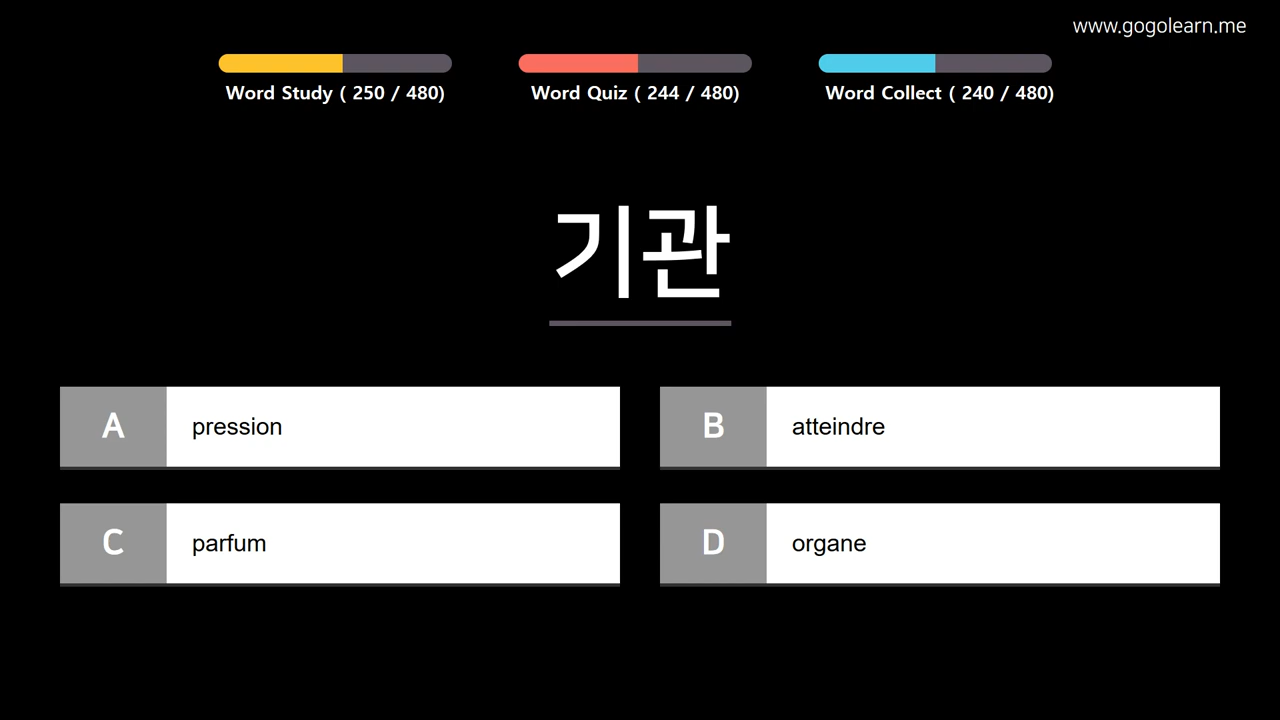 www.gogolearn.me
Word Study ( 250 / 480)
Word Quiz ( 244 / 480)
Word Collect ( 240 / 480)
기관
A pression
B atteindre
C parfum
D organe